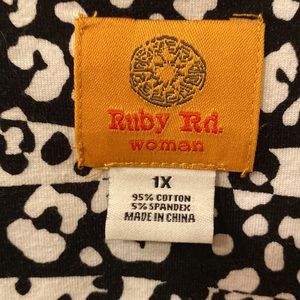 Ruby Rd.
woman
1X
95% COTTON
5% SPANDEX
MADE IN CHINA